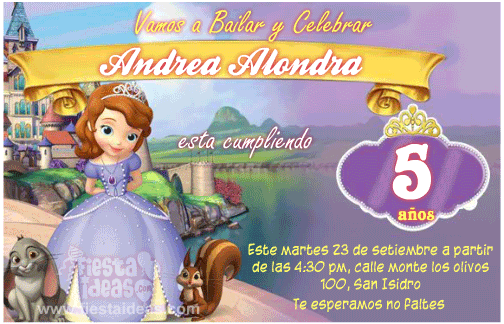 Vamos a Bailar y Celebrar
Andrea Alondra
esta cumpliendo
5
años
Este martes 23 de setiembre a partir
de las 4:30 pm, calle monte los olivos
100, San Isidro
Te esperamos no faltes
fiesta
ideas.com
www.fiestaideas.com